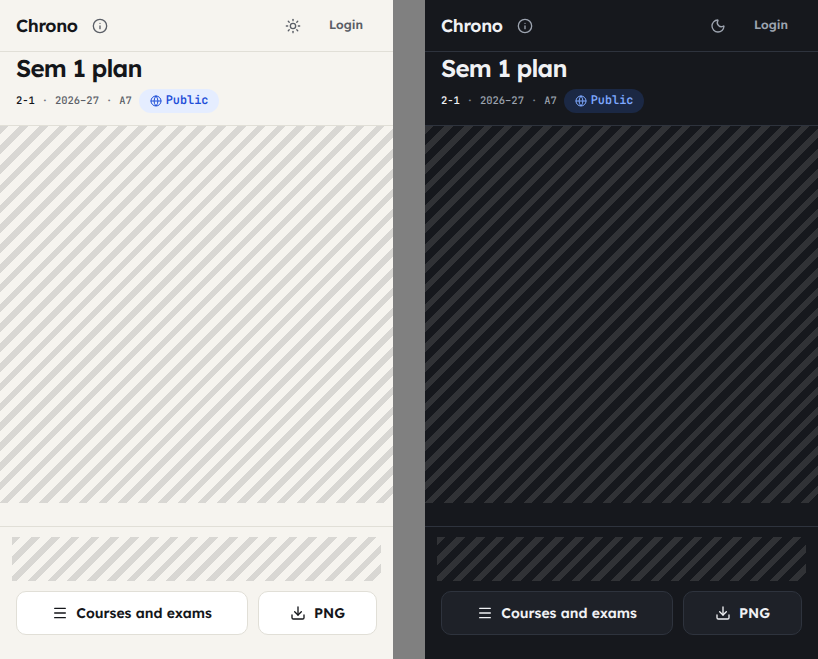 Chrono Login
Sem 1 plan
2-1 · 2026–27 · A7 Public
Courses and exams PNG
Chrono Login
Sem 1 plan
2-1 · 2026–27 · A7 Public
Courses and exams PNG